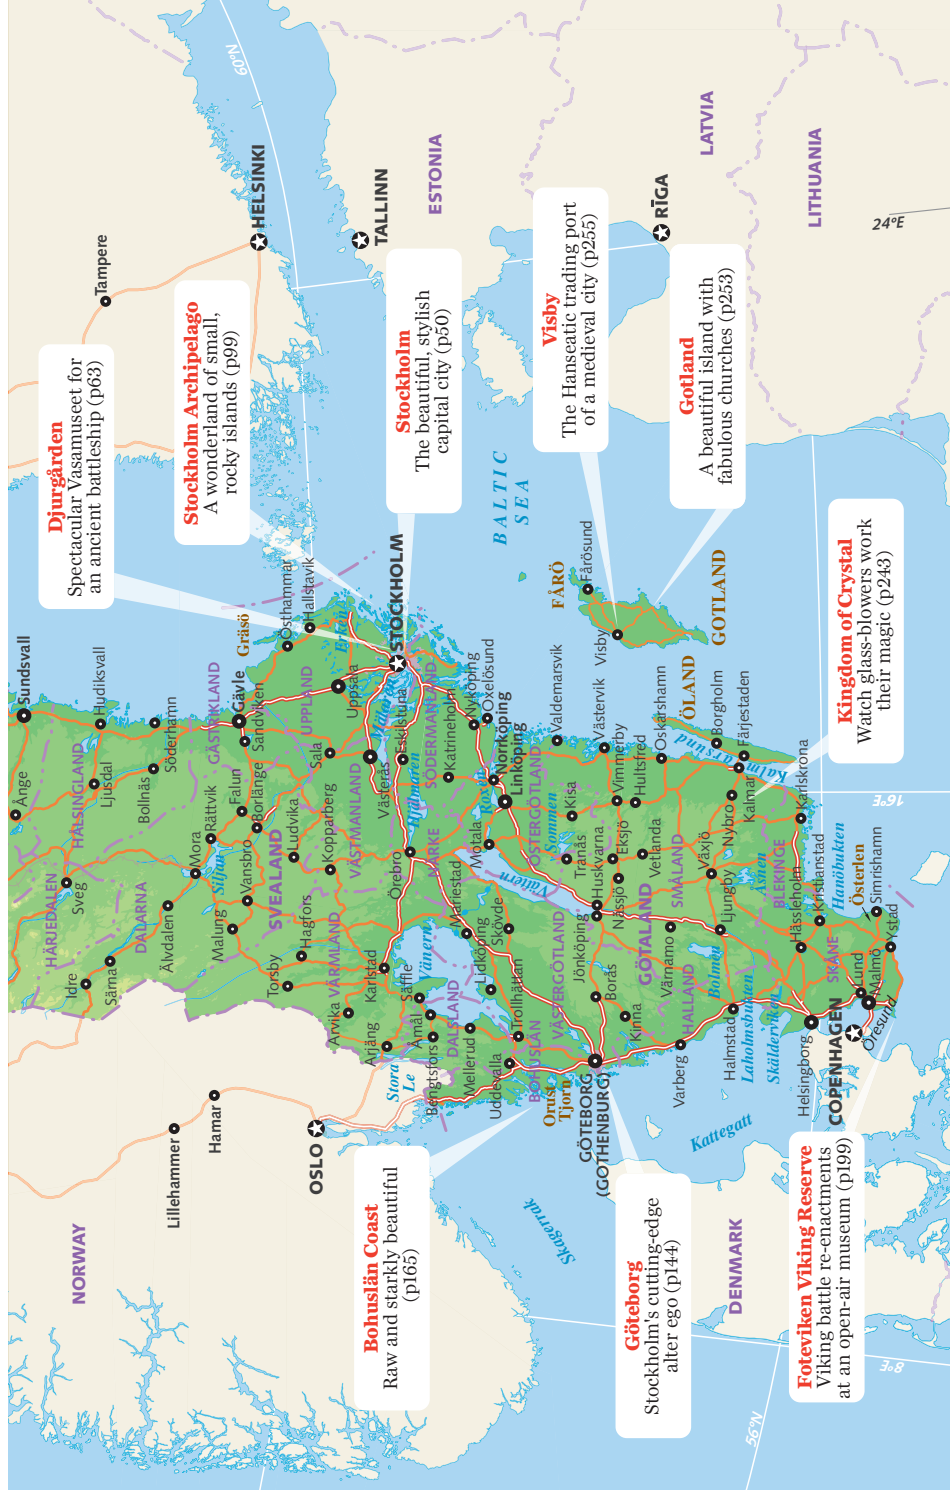 Djurgården
Spectacular Vasamuseet for
an ancient battleship (p63)
Stockholm Archipelago
A wonderland of small,
rocky islands (p99)
Stockholm
The beautiful, stylish
capital city (p50)
Visby
The Hanseatic trading port
of a medieval city (p255)
Gotland
A beautiful island with
fabulous churches (p253)
Kingdom of Crystal
Watch glass-blowers work
their magic (p243)
Bohuslän Coast
Raw and starkly beautiful
(p165)
Göteborg
Stockholm's cutting-edge
alter ego (p144)
Foteviken Viking Reserve
Viking battle re-enactments
at an open-air museum (p199)
NORWAY
DENMARK
ESTONIA
LATVIA
LITHUANIA
HELSINKI
TALLINN
RĪGA
STOCKHOLM
OSLO
COPENHAGEN
Tampere
Lillehammer
Hamar
60ºN
56ºN
24ºE
16ºE
8ºE
BALTIC
SEA
Skagerrak
Kattegatt
Öresund
Hanöbukten
Kalmarsund
Laholmsbukten
Skälderviken
Bolmen
Åsnen
Sommen
Roxen
Vättern
Vänern
Hjälmaren
Mälaren
Erken
Siljan
Stora
Le
SVEALAND
GÖTALAND
HÄRJEDALEN
HÄLSINGLAND
DALARNA
GÄSTRIKLAND
UPPLAND
VÄSTMANLAND
VÄRMLAND
SÖDERMANLAND
NÄRKE
ÖSTERGÖTLAND
VÄSTERGÖTLAND
DALSLAND
BOHUSLÄN
SMÅLAND
HALLAND
BLEKINGE
SKÅNE
Gräsö
FÅRÖ
GOTLAND
ÖLAND
Österlen
Orust
Tjörn
Sundsvall
Ånge
Hudiksvall
Ljusdal
Söderhamn
Bollnäs
Sveg
Idre
Särna
Älvdalen
Mora
Rättvik
Falun
Borlänge
Gävle
Sandviken
Vansbro
Malung
Ludvika
Kopparberg
Hagfors
Torsby
Östhammar
Hallstavik
Uppsala
Sala
Västerås
Eskilstuna
Örebro
Karlstad
Arvika
Årjäng
Säffle
Åmål
Bengtsfors
Mellerud
Uddevalla
Trollhättan
Lidköping
Mariestad
Skövde
Katrineholm
Nyköping
Oxelösund
Norrköping
Linköping
Motala
Valdemarsvik
Västervik
Vimmerby
Hultsfred
Kisa
Tranås
Huskvarna
Jönköping
Eksjö
Nässjö
Vetlanda
Oskarshamn
Borgholm
Färjestaden
Kalmar
Nybro
Växjö
Ljungby
Värnamo
Borås
Kinna
GÖTEBORG
(GOTHENBURG)
Varberg
Halmstad
Helsingborg
Hässleholm
Kristianstad
Karlskrona
Simrishamn
Ystad
Lund
Malmö
Visby
Fårösund